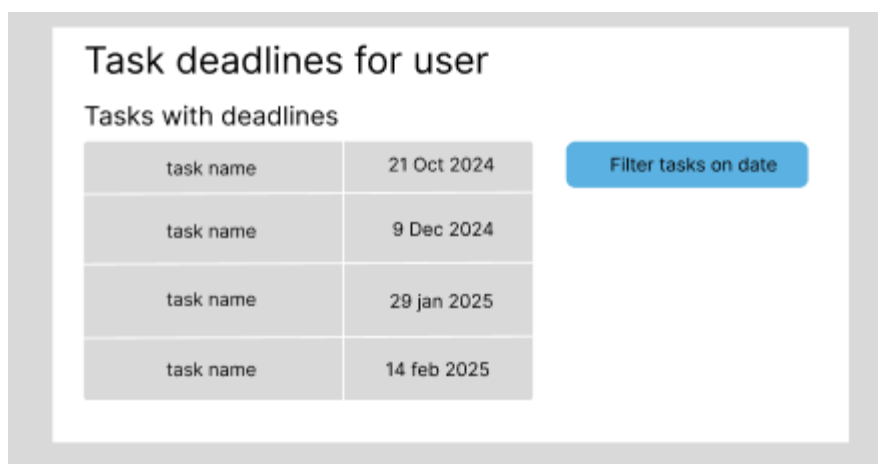 Task deadlines for user
Tasks with deadlines
task name 21 Oct 2024
Filter tasks on date
task name 9 Dec 2024
task name 29 jan 2025
task name 14 feb 2025